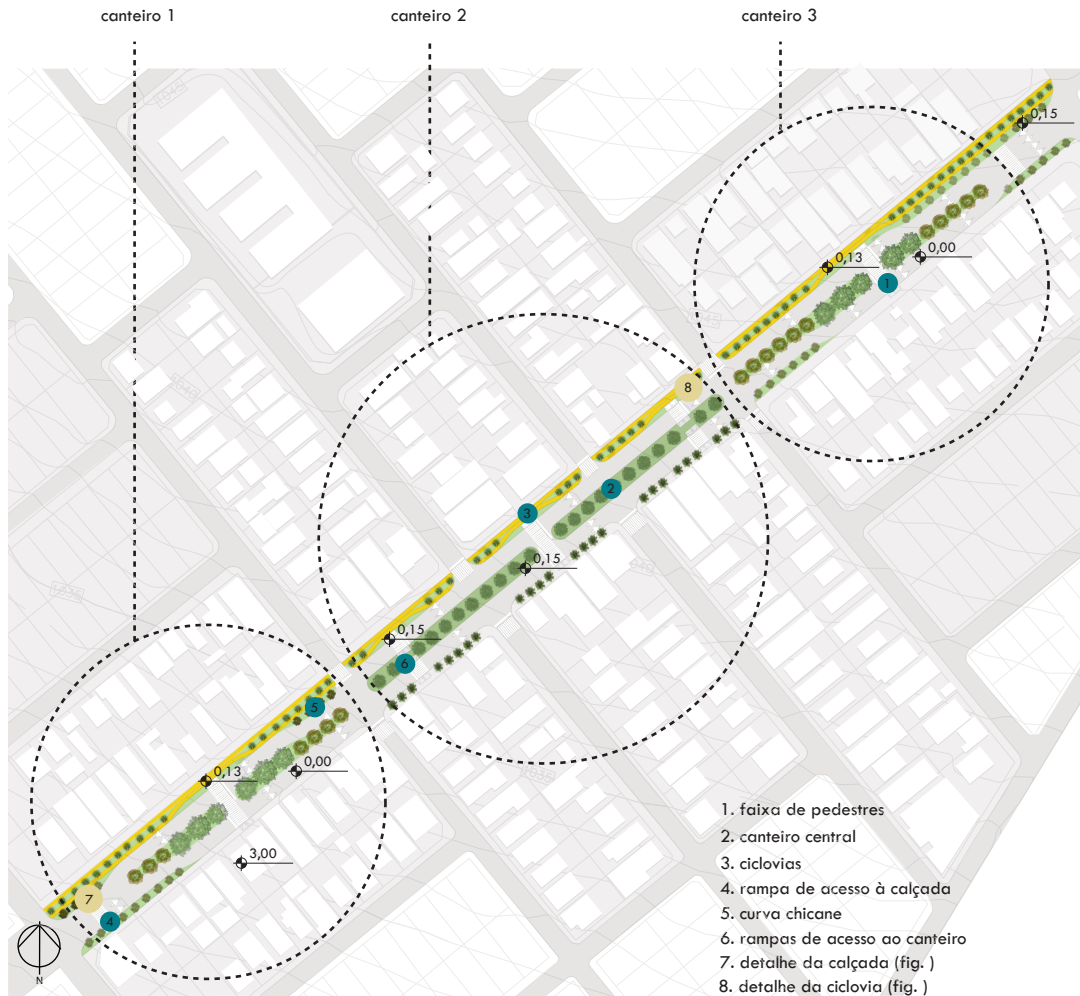 canteiro 1
canteiro 2
canteiro 3
0,15
0,00
0,13
1
8
2
3
0,15
0,15
6
5
0,13
0,00
3,00
7
4
N
1. faixa de pedestres
2. canteiro central
3. ciclovias
4. rampa de acesso à calçada
5. curva chicane
6. rampas de acesso ao canteiro
7. detalhe da calçada (fig. )
8. detalhe da ciclovia (fig. )